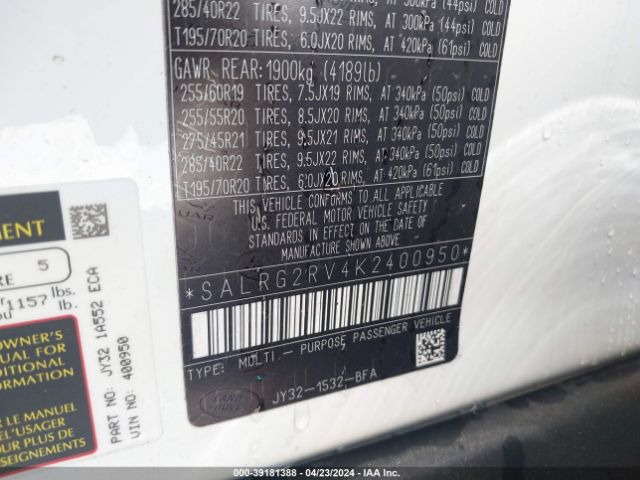 285/40R22 TIRES, 9.5JX22 RIMS, AT 300kPa (44psi)
T195/70R20 TIRES, 6.0JX20 RIMS, AT 420kPa (61psi) COLD
GAWR REAR: 1900kg (4189lb)
255/60R19 TIRES, 7.5JX19 RIMS, AT 340kPa (50psi) COLD
255/55R20 TIRES, 8.5JX20 RIMS, AT 340kPa (50psi) COLD
275/45R21 TIRES, 9.5JX21 RIMS, AT 340kPa (50psi) COLD
285/40R22 TIRES, 9.5JX22 RIMS, AT 340kPa (50psi) COLD
T195/70R20 TIRES, 6.0JX20 RIMS, AT 420kPa (61psi) COLD
THIS VEHICLE CONFORMS TO ALL APPLICABLE
U.S. FEDERAL MOTOR VEHICLE SAFETY
STANDARDS IN EFFECT ON THE DATE OF
MANUFACTURE SHOWN ABOVE
*SALRG2RV4K2400950*
TYPE: MULTI - PURPOSE PASSENGER VEHICLE
LAND ROVER
JY32-1532-BFA
5
1157 lb.
OWNER'S
MANUAL FOR
ADDITIONAL
INFORMATION
LE MANUEL
POUR PLUS DE
RENSEIGNEMENTS
PART NO: JY32 1A552 ECA
VIN NO: 400950
000-39181388 | 04/23/2024 | IAA Inc.